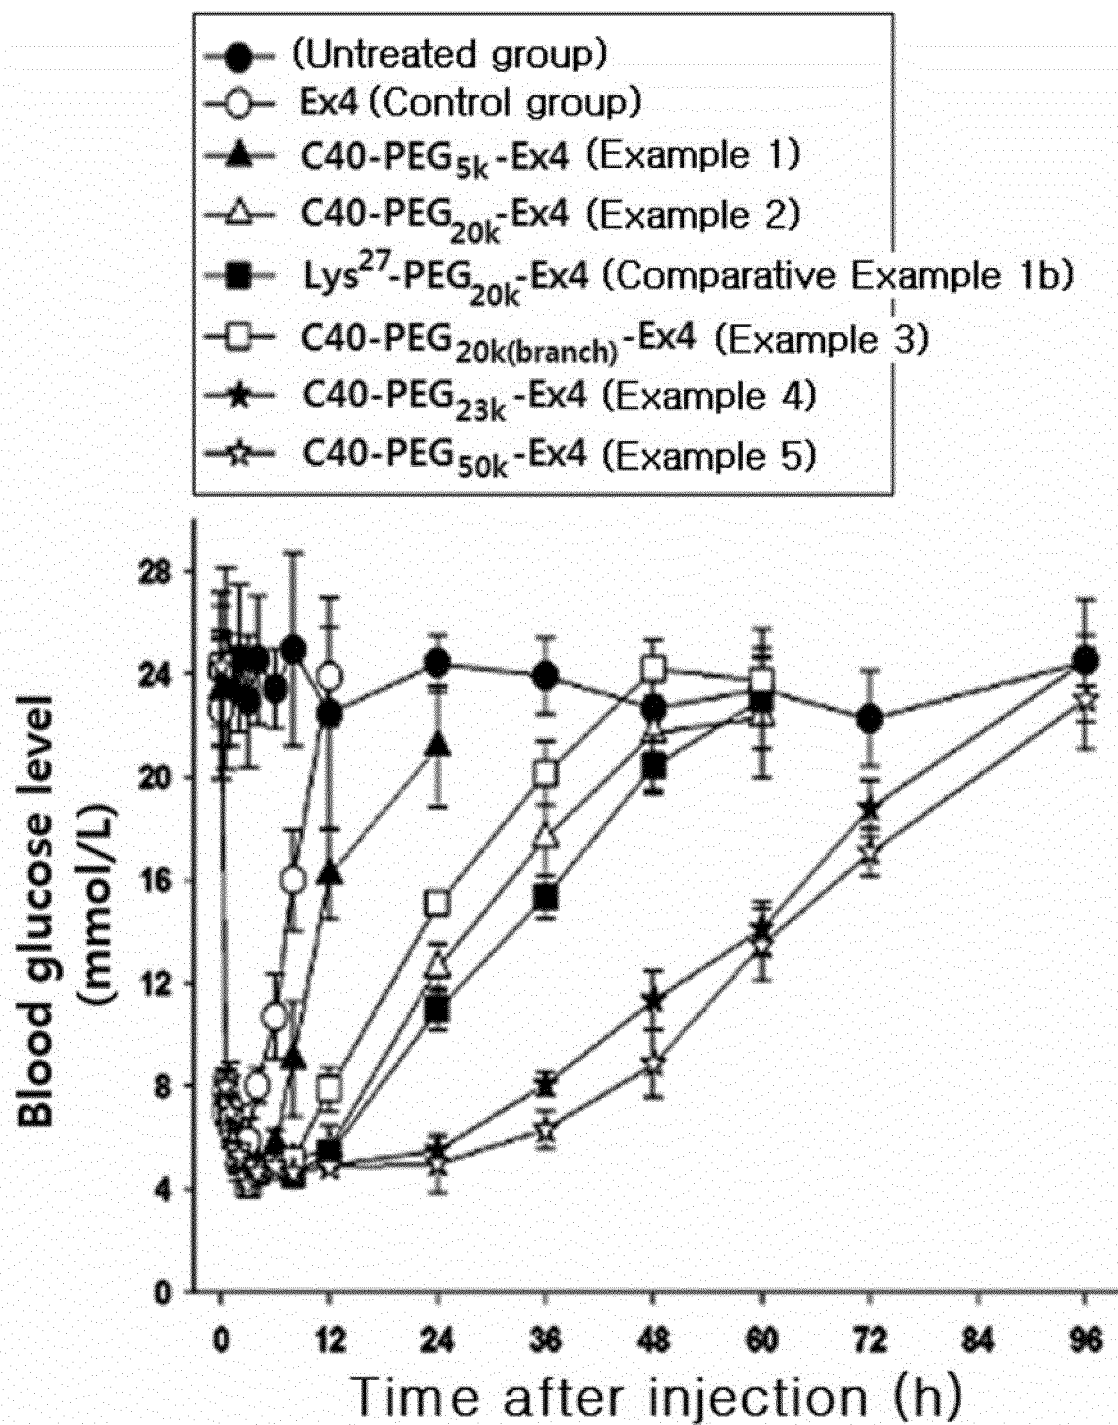 (Untreated group)
Ex4 (Control group)
C40-PEG5k-Ex4 (Example 1)
C40-PEG20k-Ex4 (Example 2)
Lys27-PEG20k-Ex4 (Comparative Example 1b)
C40-PEG20k(branch)-Ex4 (Example 3)
C40-PEG23k-Ex4 (Example 4)
C40-PEG50k-Ex4 (Example 5)
Blood glucose level
(mmol/L)
28
24
20
16
12
8
4
0
0 12 24 36 48 60 72 84 96
Time after injection (h)